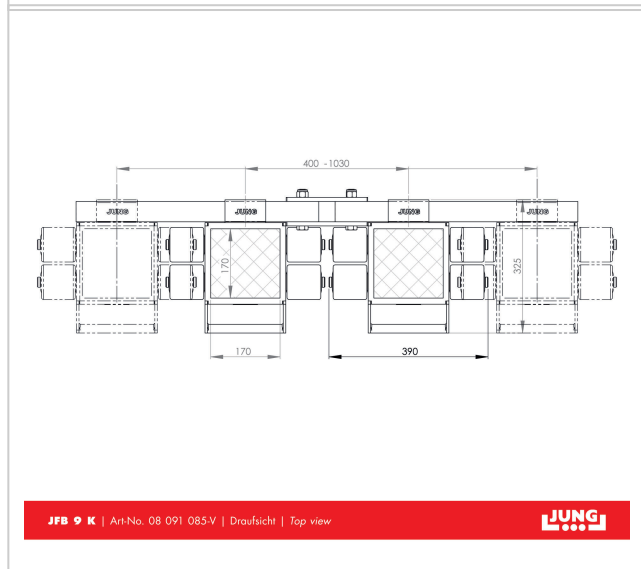 400 -1030
JUNG
JUNG
JUNG
JUNG
170
325
170
390
JFB 9 K | Art-No. 08 091 085-V | Draufsicht | Top view
JUNG